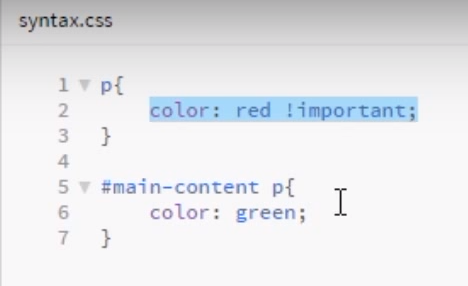 syntax.css
1 p{
2 color: red !important;
3 }
4
5 #main-content p{
6 color: green;
7 }